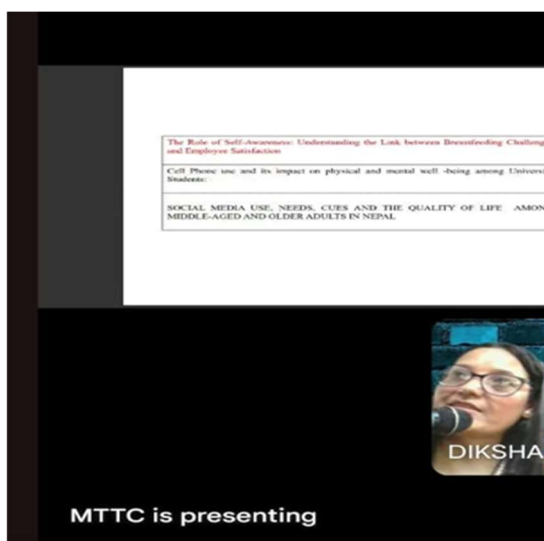 The Role of Self-Awareness: Understanding the Link between Breastfeeding Challeng
and Employee Satisfaction
Cell Phone use and its impact on physical and mental well -being among Univers
Students:
SOCIAL MEDIA USE, NEEDS, CUES AND THE QUALITY OF LIFE AMON
MIDDLE-AGED AND OLDER ADULTS IN NEPAL
DIKSHA
MTTC is presenting